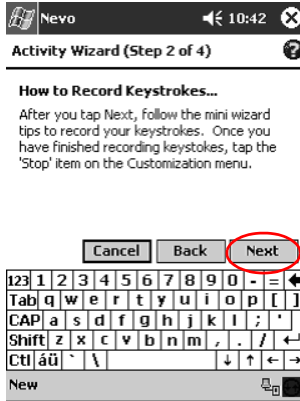 Nevo 10:42
Activity Wizard (Step 2 of 4) ?
How to Record Keystrokes...
After you tap Next, follow the mini wizard
tips to record your keystrokes. Once you
have finished recording keystokes, tap the
'Stop' item on the Customization menu.
Cancel Back Next
123 1 2 3 4 5 6 7 8 9 0 - =
Tab q w e r t y u i o p [ ]
CAP a s d f g h j k l ; '
Shift z x c v b n m , . / ↵
Ctl áü ` \ ↓ ↑ ← →
New